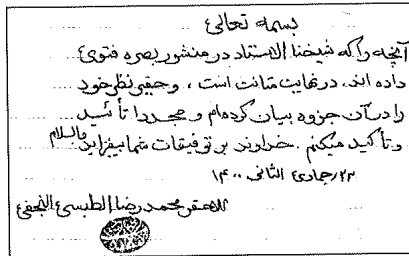 بسمه تعالی
آنچه را که شیخنا الاستاد در منشور بصره فتوی
داده اند. در نهایت متانت است، و حقیر نظر خود
را در آن جزوه بیان کرده‌ام و مجددا تأئید
و تأکید میکنم. خداوند بر توفیقات شما بیفزاید والسلام
۲۳ جمادی الثانی ۱۴۰۰
الاحقر محمد رضا الطبسی النجفی